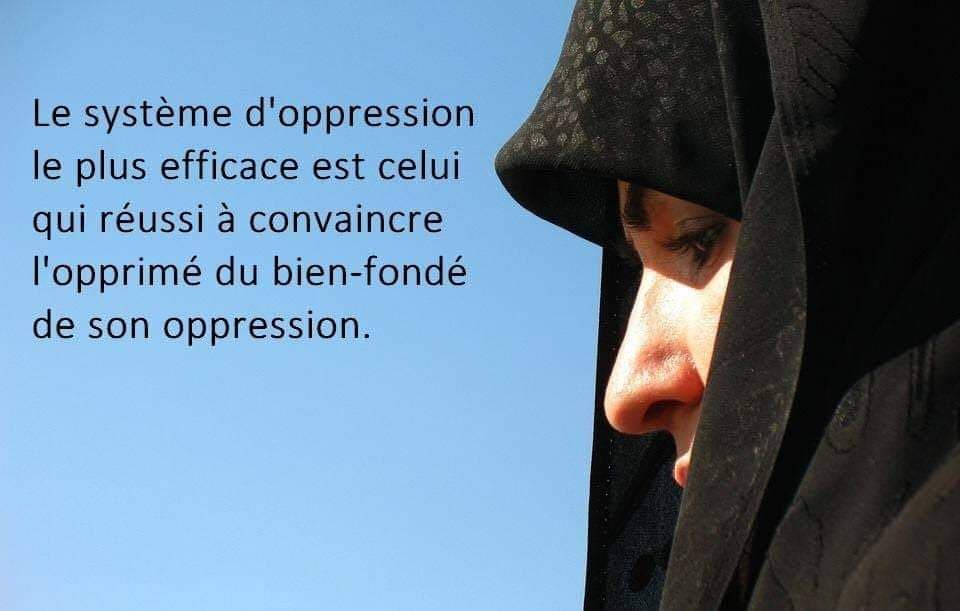 Le système d'oppression
le plus efficace est celui
qui réussi à convaincre
l'opprimé du bien-fondé
de son oppression.